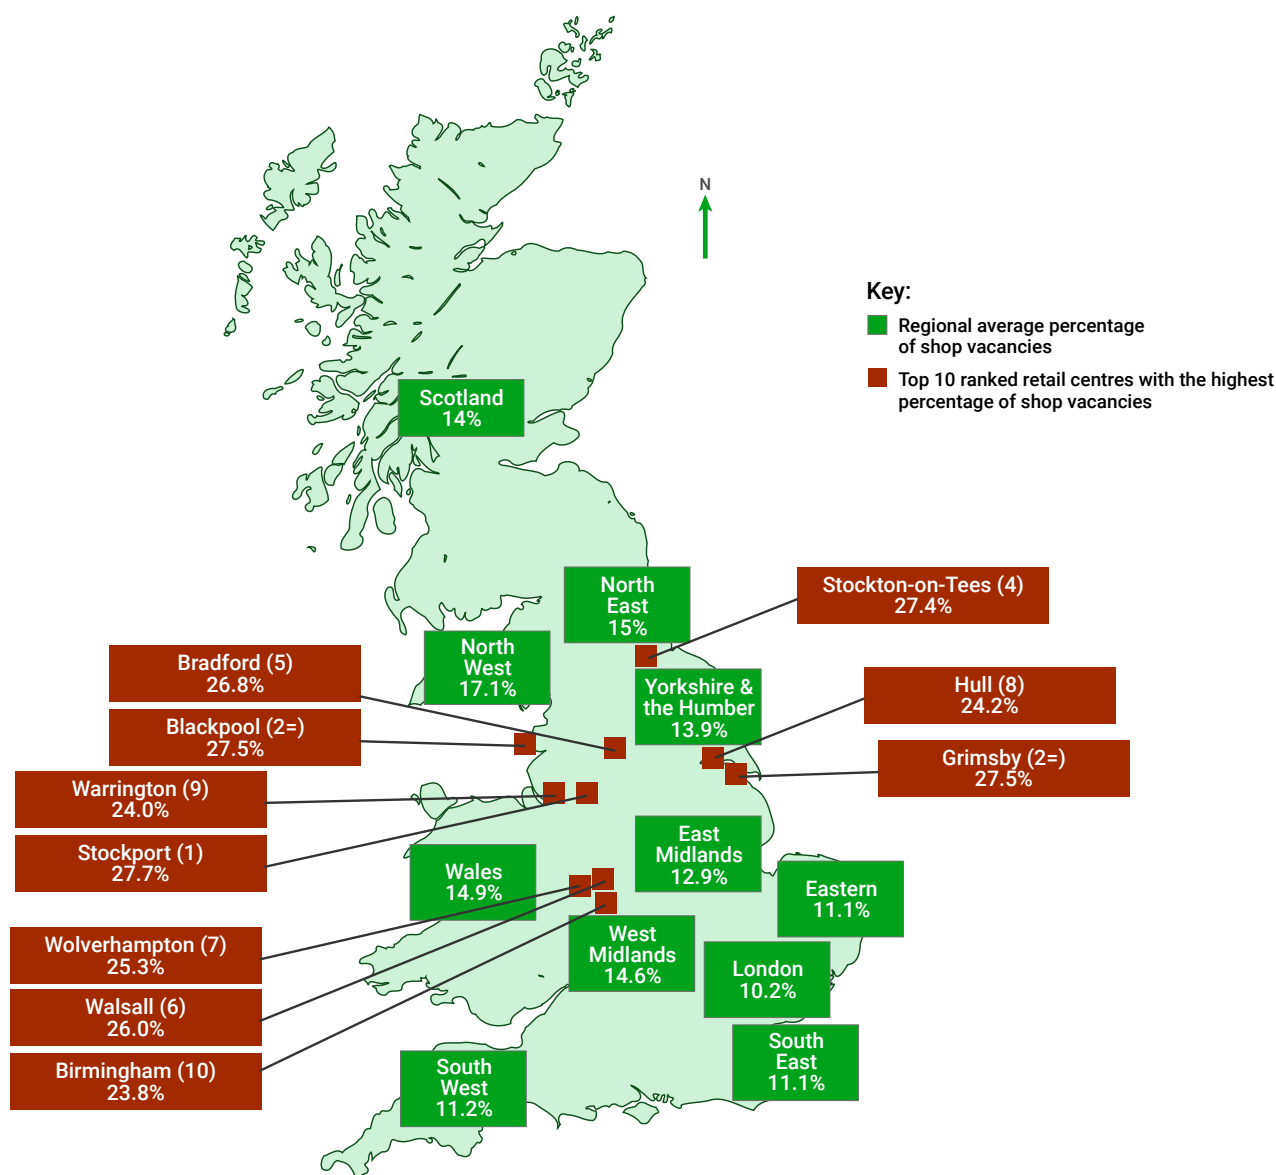 N
Key:
Regional average percentage
of shop vacancies
Top 10 ranked retail centres with the highest
percentage of shop vacancies
Scotland
14%
North
East
15%
Stockton-on-Tees (4)
27.4%
North
West
17.1%
Bradford (5)
26.8%
Yorkshire &
the Humber
13.9%
Hull (8)
24.2%
Blackpool (2=)
27.5%
Grimsby (2=)
27.5%
Warrington (9)
24.0%
Stockport (1)
27.7%
East
Midlands
12.9%
Wales
14.9%
Eastern
11.1%
Wolverhampton (7)
25.3%
West
Midlands
14.6%
London
10.2%
Walsall (6)
26.0%
Birmingham (10)
23.8%
South
East
11.1%
South
West
11.2%